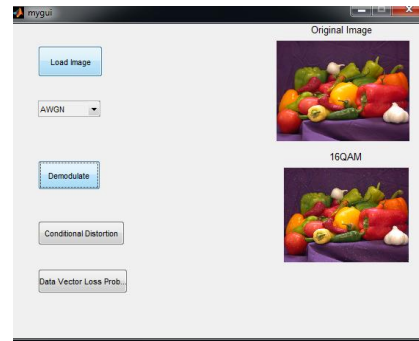 mygui
Original Image
Load Image
AWGN
16QAM
Demodulate
Conditional Distortion
Data Vector Loss Prob...